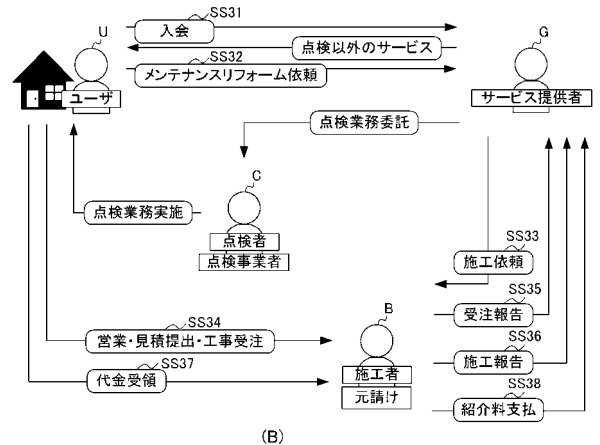 SS31
入会
U
G
点検以外のサービス
SS32
メンテナンスリフォーム依頼
ユーザ
サービス提供者
点検業務委託
C
点検業務実施
点検者
点検事業者
SS33
施工依頼
SS35
受注報告
SS34
営業・見積提出・工事受注
B
SS36
施工報告
SS37
代金受領
施工者
元請け
SS38
紹介料支払
(B)